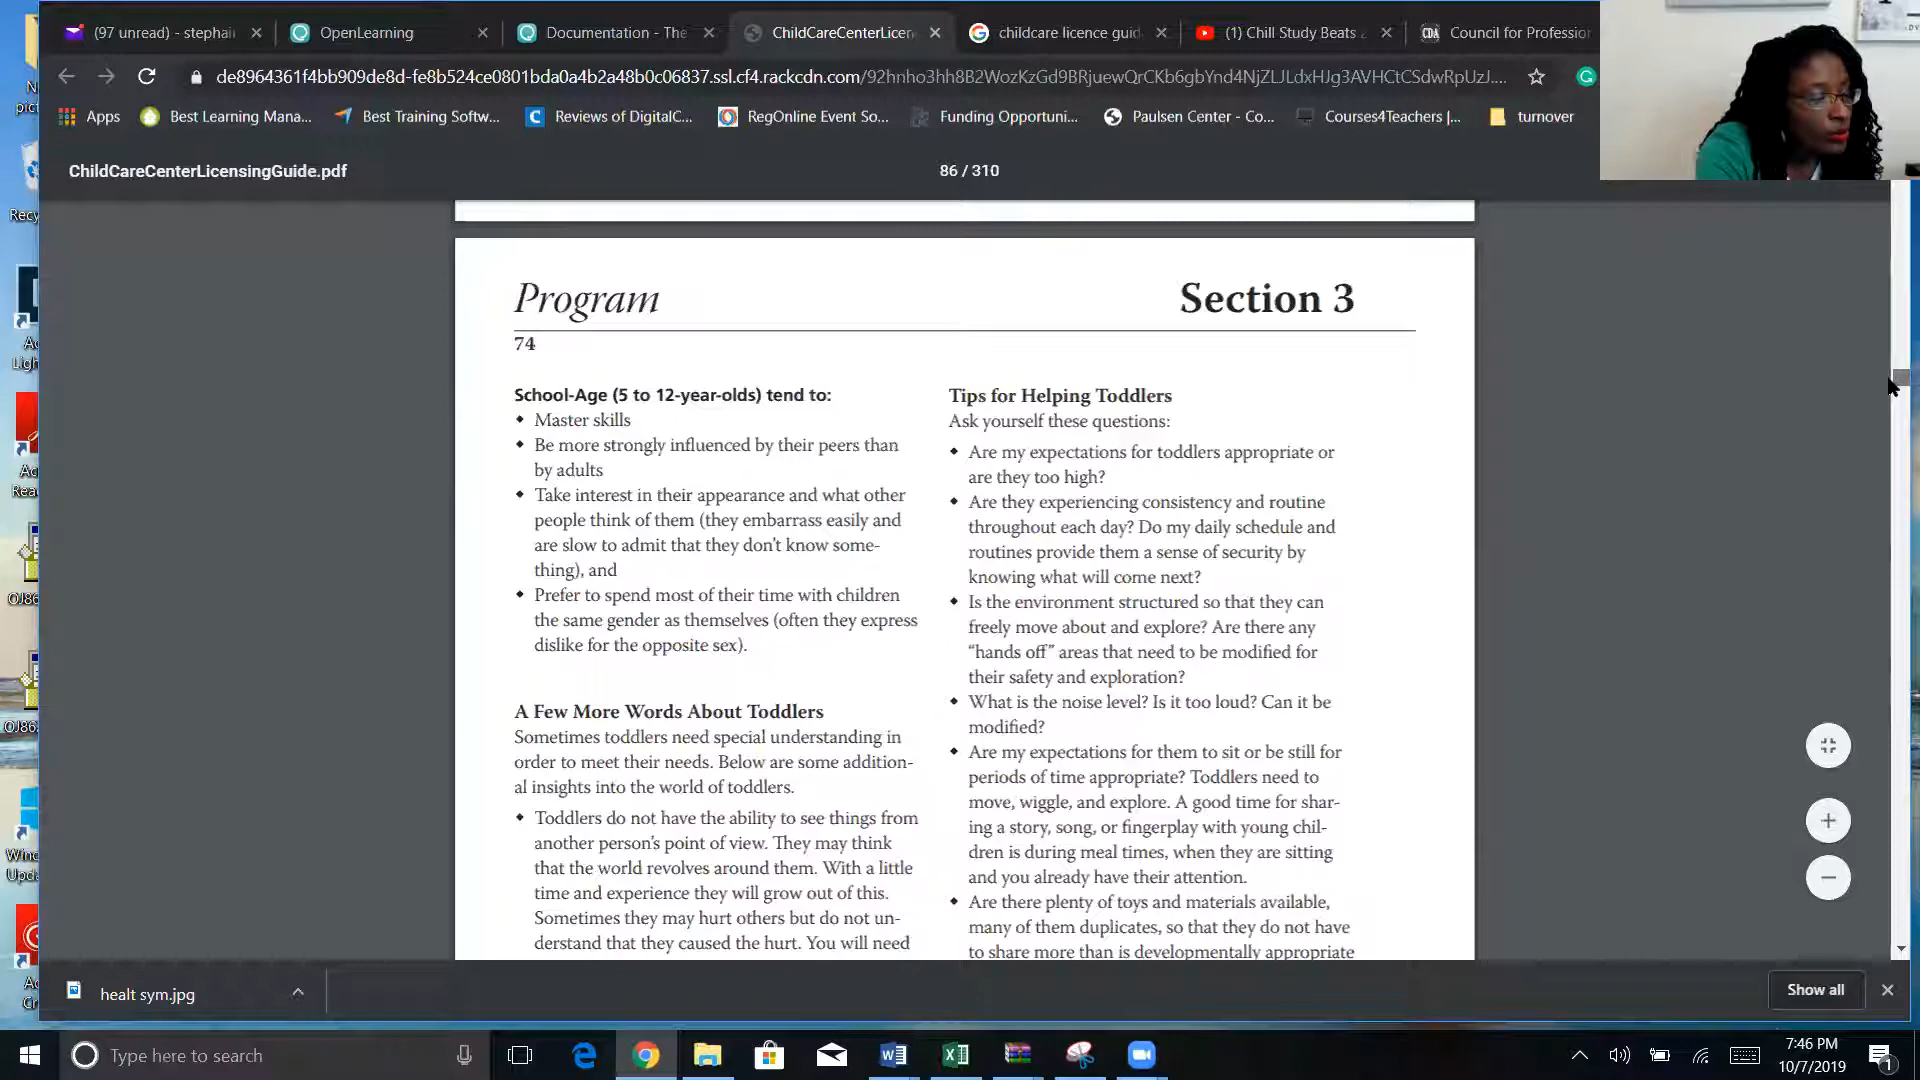 (97 unread) - stephai
OpenLearning
Documentation - The
ChildCareCenterLicen
childcare licence guid
(1) Chill Study Beats
CDA
Council for Profession
de8964361f4bb909de8d-fe8b524ce0801bda0a4b2a48b0c06837.ssl.cf4.rackcdn.com/92hnho3hh8B2WozKzGd9BRjuewQrCKb6gbYnd4NjZLJLdxHJg3AVHCtCSdwRpUzJ....
Apps
Best Learning Mana...
Best Training Softw...
Reviews of DigitalC...
RegOnline Event So...
Funding Opportuni...
Paulsen Center - Co...
Courses4Teachers |...
turnover
ChildCareCenterLicensingGuide.pdf
86 / 310
Program
Section 3
74
School-Age (5 to 12-year-olds) tend to:
Master skills
Be more strongly influenced by their peers than
by adults
Take interest in their appearance and what other
people think of them (they embarrass easily and
are slow to admit that they don't know some-
thing), and
Prefer to spend most of their time with children
the same gender as themselves (often they express
dislike for the opposite sex).
A Few More Words About Toddlers
Sometimes toddlers need special understanding in
order to meet their needs. Below are some addition-
al insights into the world of toddlers.
Toddlers do not have the ability to see things from
another person's point of view. They may think
that the world revolves around them. With a little
time and experience they will grow out of this.
Sometimes they may hurt others but do not un-
derstand that they caused the hurt. You will need
Tips for Helping Toddlers
Ask yourself these questions:
Are my expectations for toddlers appropriate or
are they too high?
Are they experiencing consistency and routine
throughout each day? Do my daily schedule and
routines provide them a sense of security by
knowing what will come next?
Is the environment structured so that they can
freely move about and explore? Are there any
“hands off” areas that need to be modified for
their safety and exploration?
What is the noise level? Is it too loud? Can it be
modified?
Are my expectations for them to sit or be still for
periods of time appropriate? Toddlers need to
move, wiggle, and explore. A good time for shar-
ing a story, song, or fingerplay with young chil-
dren is during meal times, when they are sitting
and you already have their attention.
Are there plenty of toys and materials available,
many of them duplicates, so that they do not have
to share more than is developmentally appropriate
healt sym.jpg
Show all
Type here to search
7:46 PM
10/7/2019
1